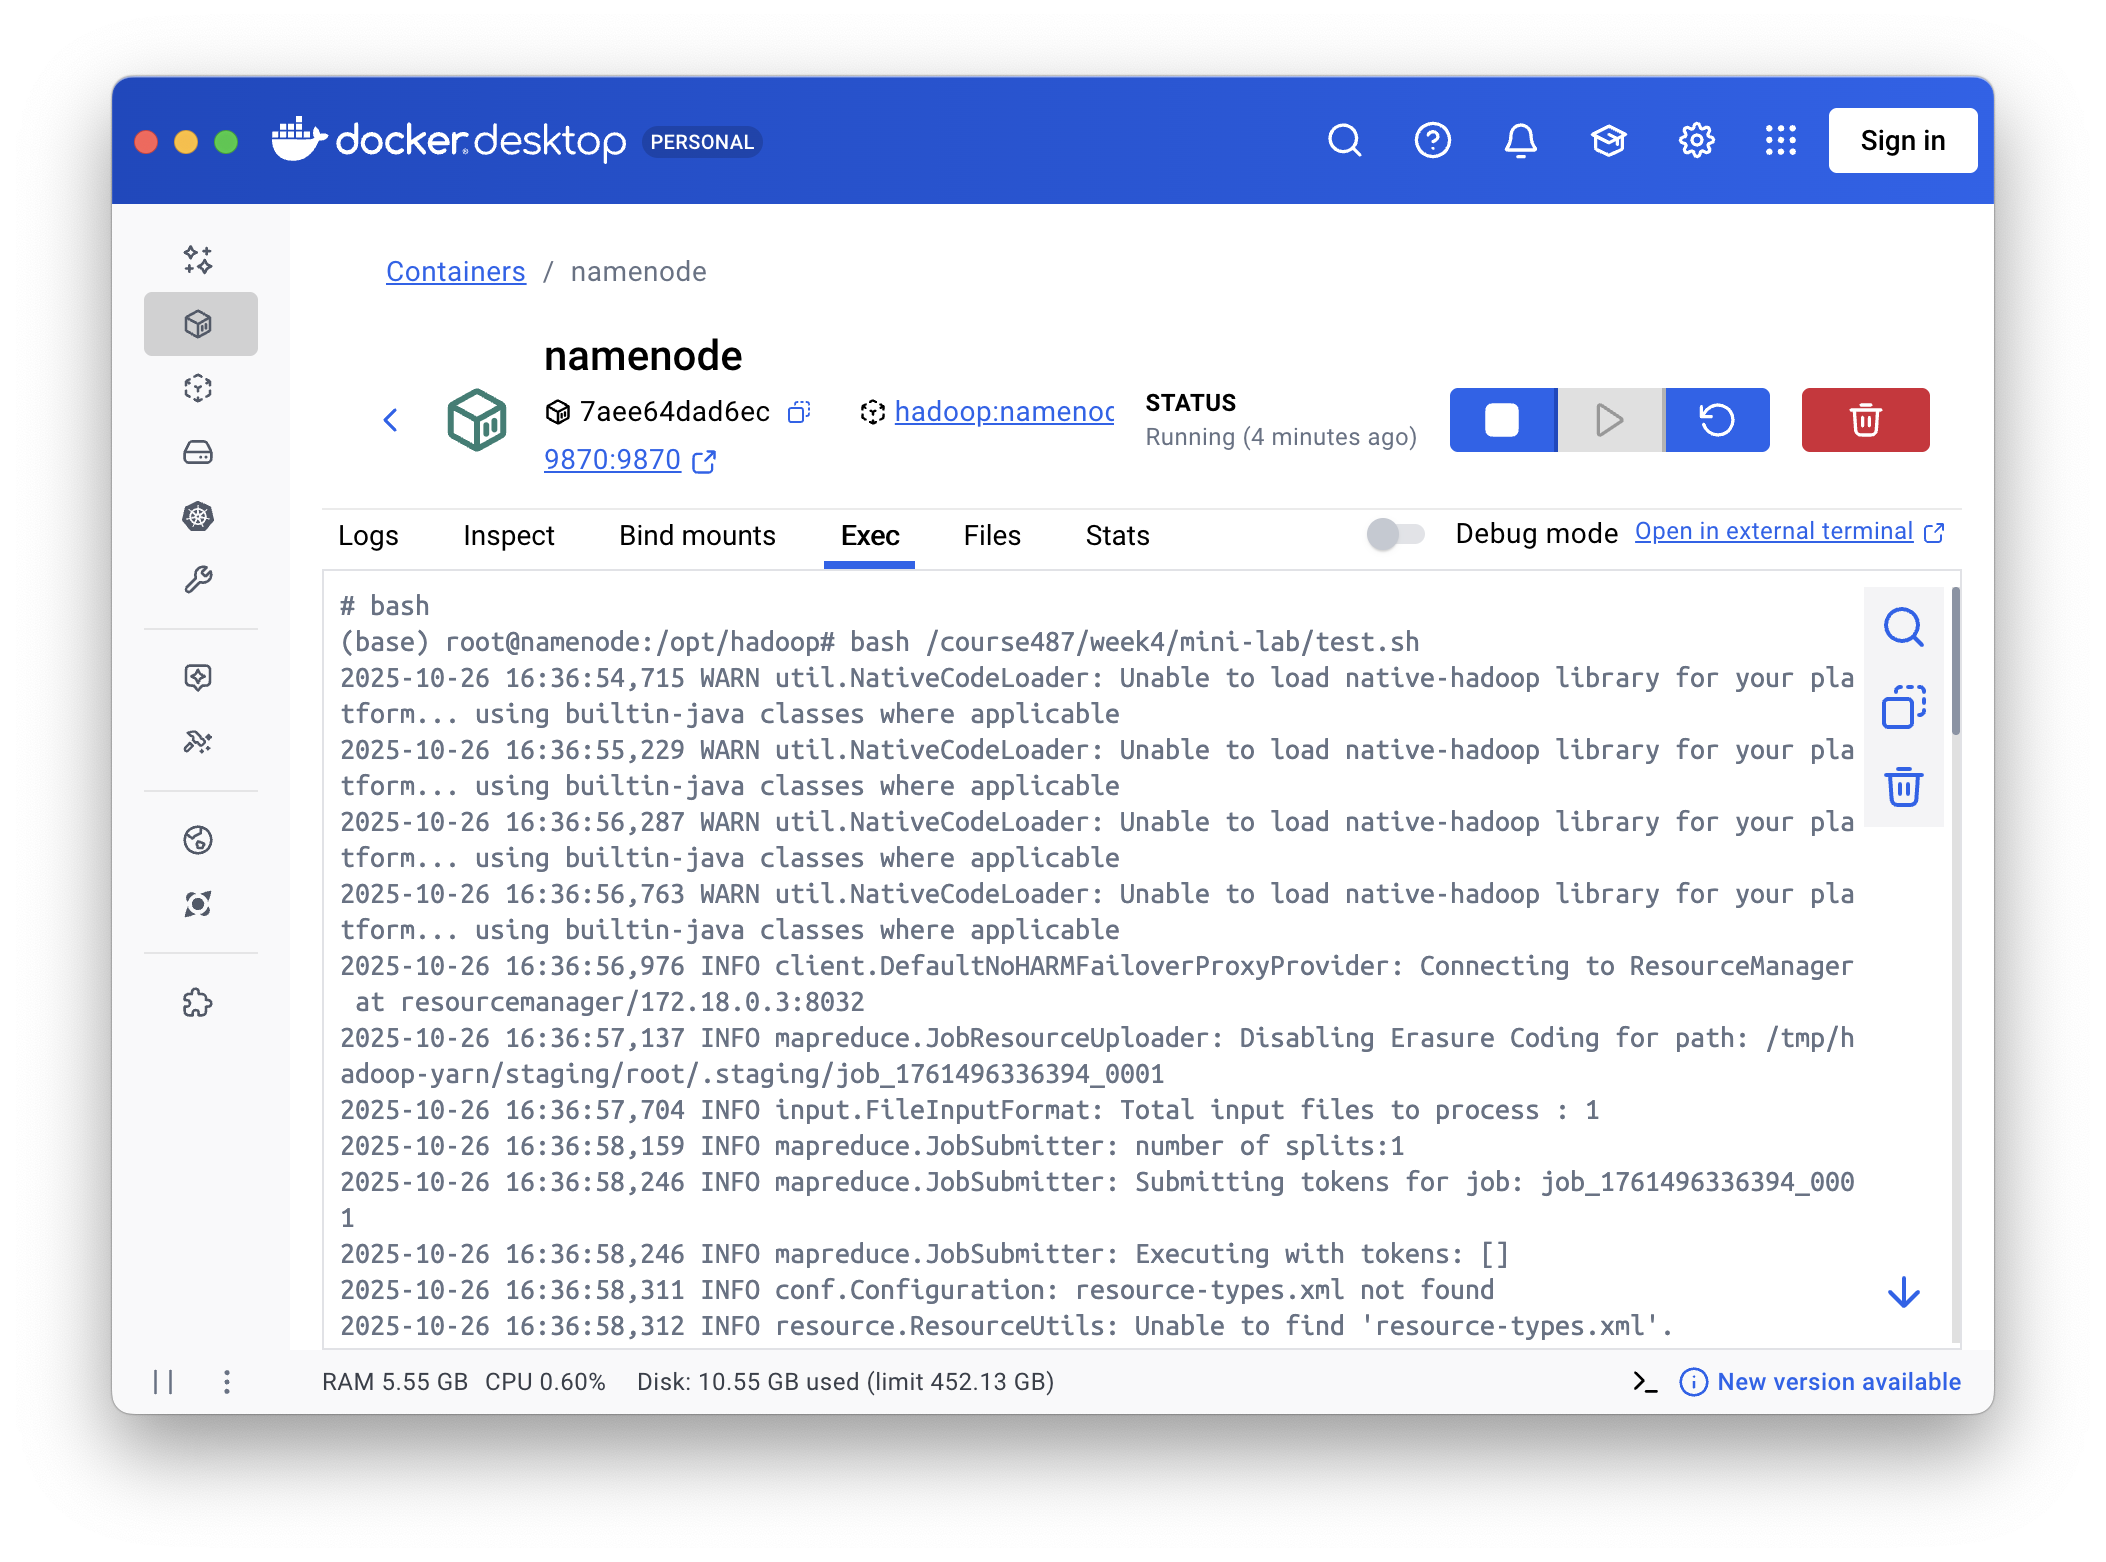 docker desktop PERSONAL
Sign in
Containers / namenode
namenode
7aee64dad6ec
hadoop:namenoc
STATUS
Running (4 minutes ago)
9870:9870
Logs Inspect Bind mounts Exec Files Stats Debug mode Open in external terminal
# bash
(base) root@namenode:/opt/hadoop# bash /course487/week4/mini-lab/test.sh
2025-10-26 16:36:54,715 WARN util.NativeCodeLoader: Unable to load native-hadoop library for your pla
tform... using builtin-java classes where applicable
2025-10-26 16:36:55,229 WARN util.NativeCodeLoader: Unable to load native-hadoop library for your pla
tform... using builtin-java classes where applicable
2025-10-26 16:36:56,287 WARN util.NativeCodeLoader: Unable to load native-hadoop library for your pla
tform... using builtin-java classes where applicable
2025-10-26 16:36:56,763 WARN util.NativeCodeLoader: Unable to load native-hadoop library for your pla
tform... using builtin-java classes where applicable
2025-10-26 16:36:56,976 INFO client.DefaultNoHARMFailoverProxyProvider: Connecting to ResourceManager
 at resourcemanager/172.18.0.3:8032
2025-10-26 16:36:57,137 INFO mapreduce.JobResourceUploader: Disabling Erasure Coding for path: /tmp/h
adoop-yarn/staging/root/.staging/job_1761496336394_0001
2025-10-26 16:36:57,704 INFO input.FileInputFormat: Total input files to process : 1
2025-10-26 16:36:58,159 INFO mapreduce.JobSubmitter: number of splits:1
2025-10-26 16:36:58,246 INFO mapreduce.JobSubmitter: Submitting tokens for job: job_1761496336394_000
1
2025-10-26 16:36:58,246 INFO mapreduce.JobSubmitter: Executing with tokens: []
2025-10-26 16:36:58,311 INFO conf.Configuration: resource-types.xml not found
2025-10-26 16:36:58,312 INFO resource.ResourceUtils: Unable to find 'resource-types.xml'.
RAM 5.55 GB CPU 0.60% Disk: 10.55 GB used (limit 452.13 GB)
New version available